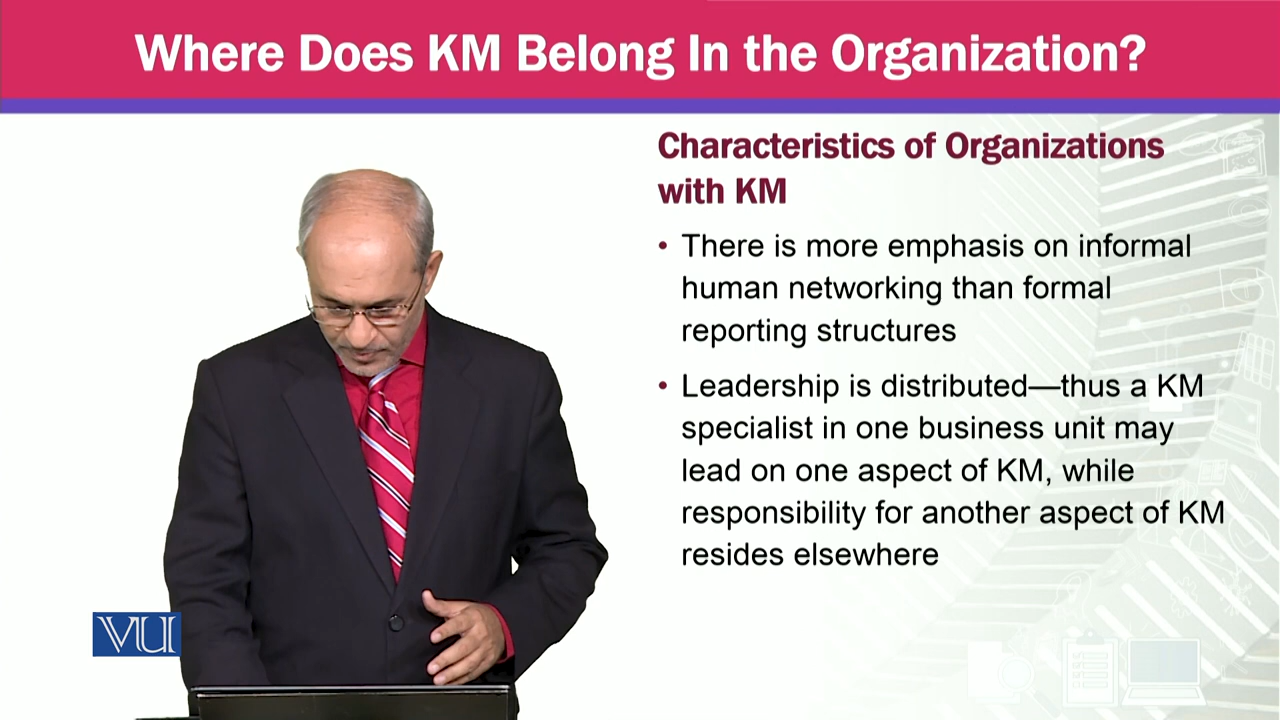 Where Does KM Belong In the Organization?
Characteristics of Organizations
with KM
• There is more emphasis on informal
human networking than formal
reporting structures
• Leadership is distributed—thus a KM
specialist in one business unit may
lead on one aspect of KM, while
responsibility for another aspect of KM
resides elsewhere
VU